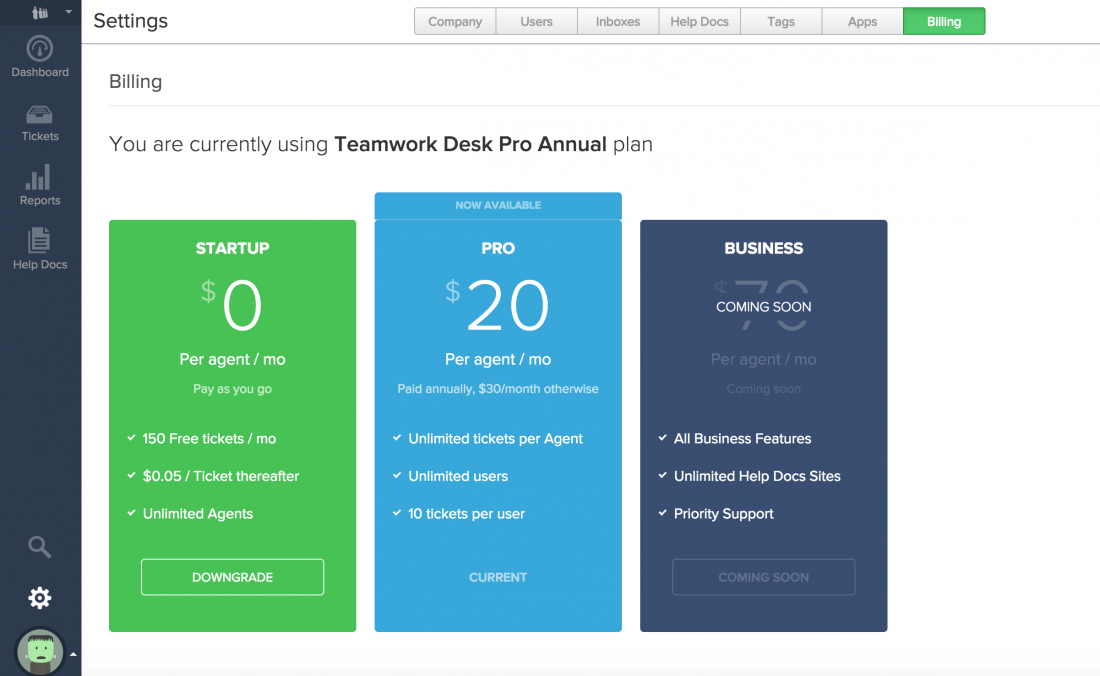 Settings
Company
Users
Inboxes
Help Docs
Tags
Apps
Billing
Dashboard
Tickets
Reports
Help Docs
Billing
You are currently using Teamwork Desk Pro Annual plan
STARTUP
$0
Per agent / mo
Pay as you go
150 Free tickets / mo
$0.05 / Ticket thereafter
Unlimited Agents
DOWNGRADE
NOW AVAILABLE
PRO
$20
Per agent / mo
Paid annually, $30/month otherwise
Unlimited tickets per Agent
Unlimited users
10 tickets per user
CURRENT
BUSINESS
COMING SOON
Per agent / mo
Coming soon
All Business Features
Unlimited Help Docs Sites
Priority Support
COMING SOON